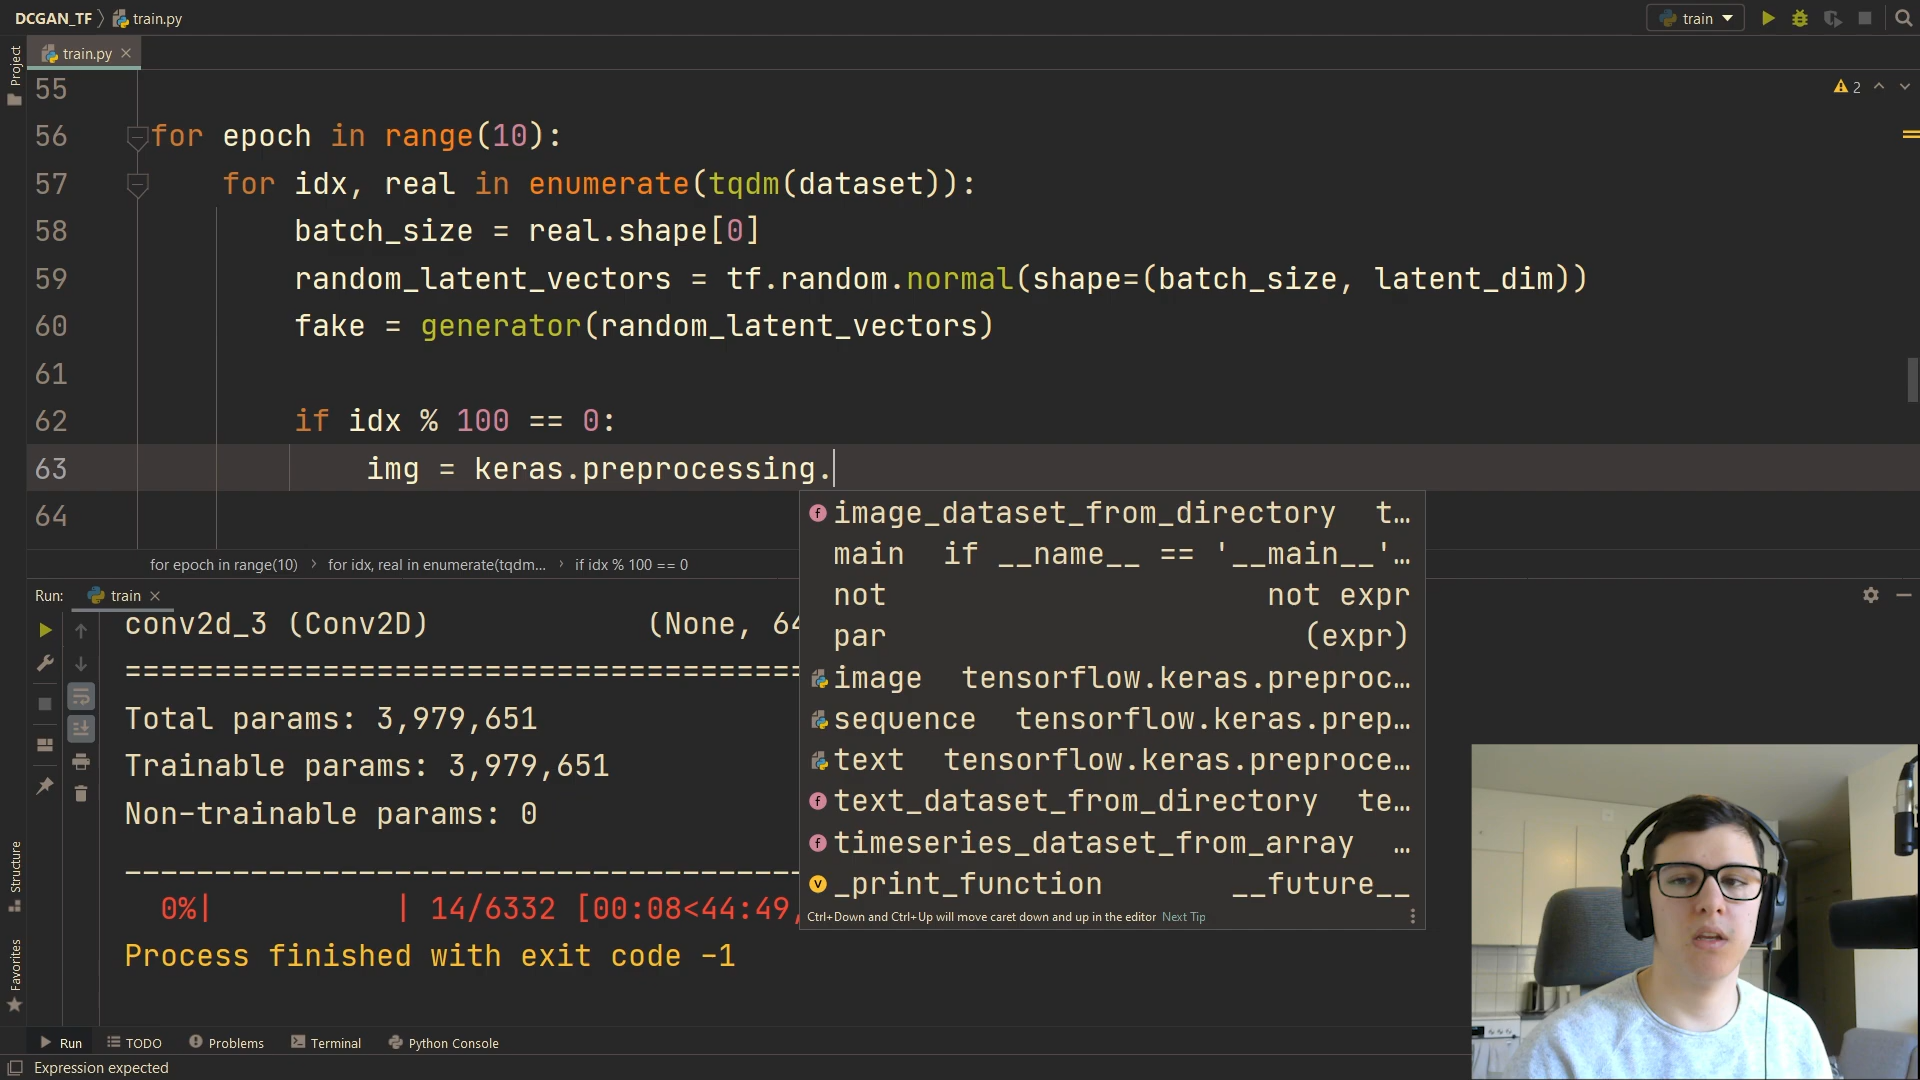 DCGAN_TF train.py
train
Project
train.py
2
55
56 for epoch in range(10):
57 for idx, real in enumerate(tqdm(dataset)):
58 batch_size = real.shape[0]
59 random_latent_vectors = tf.random.normal(shape=(batch_size, latent_dim))
60 fake = generator(random_latent_vectors)
61
62 if idx % 100 == 0:
63 img = keras.preprocessing.
64
image_dataset_from_directory t…
main if __name__ == '__main__'…
not not expr
par (expr)
image tensorflow.keras.preproc…
sequence tensorflow.keras.prep…
text tensorflow.keras.preproce…
text_dataset_from_directory te…
timeseries_dataset_from_array …
_print_function __future__
Ctrl+Down and Ctrl+Up will move caret down and up in the editor Next Tip
for epoch in range(10) › for idx, real in enumerate(tqdm... › if idx % 100 == 0
Run: train
conv2d_3 (Conv2D) (None, 64
======================================
Total params: 3,979,651
Trainable params: 3,979,651
Non-trainable params: 0
______________________________________
0%| | 14/6332 [00:08<44:49,
Process finished with exit code -1
Structure
Favorites
Run TODO Problems Terminal Python Console
Expression expected